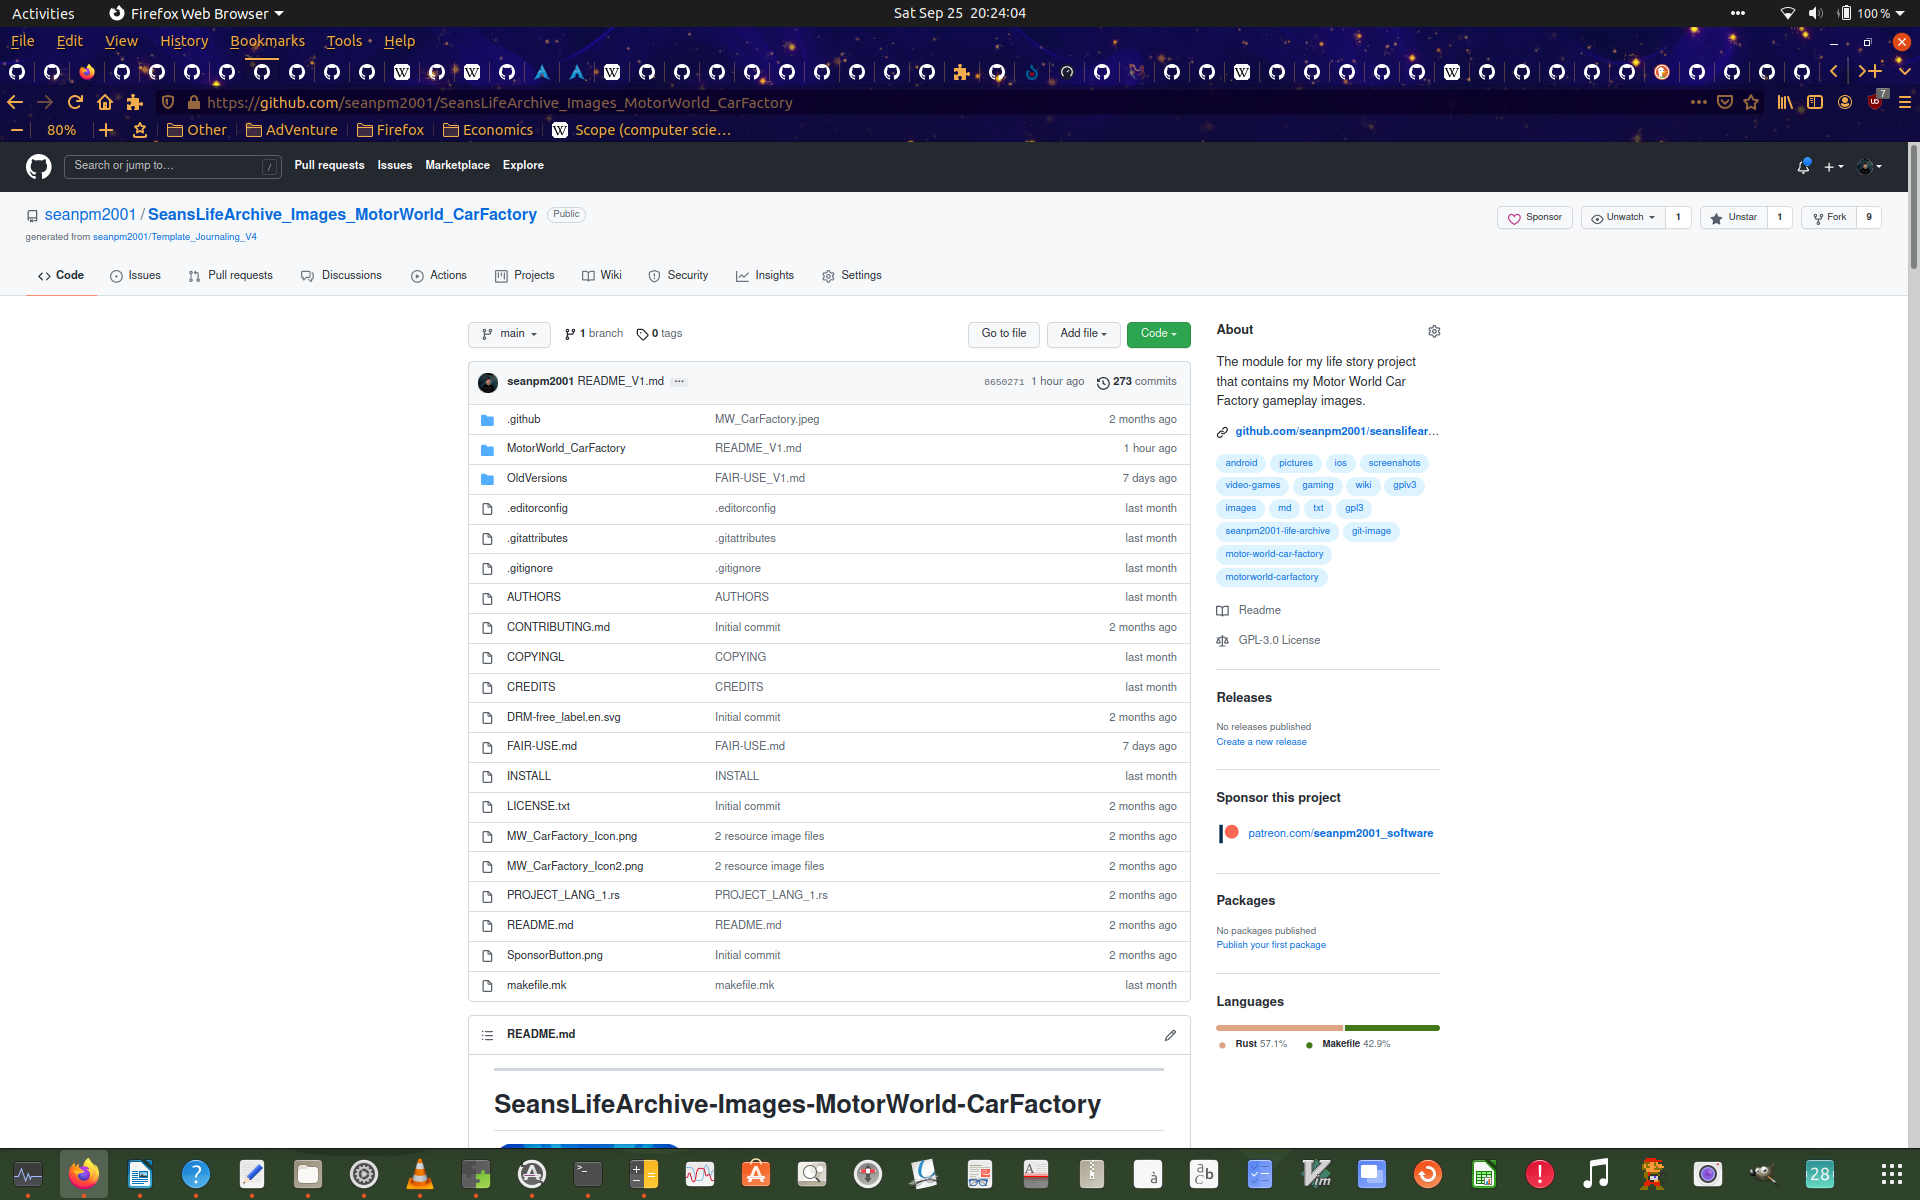 Activities Firefox Web Browser Sat Sep 25 20:24:04 100 %
File Edit View History Bookmarks Tools Help
https://github.com/seanpm2001/SeansLifeArchive_Images_MotorWorld_CarFactory 7
80% Other AdVenture Firefox Economics Scope (computer scie…
Search or jump to… / Pull requests Issues Marketplace Explore
seanpm2001 / SeansLifeArchive_Images_MotorWorld_CarFactory Public Sponsor Unwatch 1 Unstar 1 Fork 9
generated from seanpm2001/Template_Journaling_V4
Code Issues Pull requests Discussions Actions Projects Wiki Security Insights Settings
main 1 branch 0 tags Go to file Add file Code
seanpm2001 README_V1.md ... 8650271 1 hour ago 273 commits
.github MW_CarFactory.jpeg 2 months ago
MotorWorld_CarFactory README_V1.md 1 hour ago
OldVersions FAIR-USE_V1.md 7 days ago
.editorconfig .editorconfig last month
.gitattributes .gitattributes last month
.gitignore .gitignore last month
AUTHORS AUTHORS last month
CONTRIBUTING.md Initial commit 2 months ago
COPYINGL COPYING last month
CREDITS CREDITS last month
DRM-free_label.en.svg Initial commit 2 months ago
FAIR-USE.md FAIR-USE.md 7 days ago
INSTALL INSTALL last month
LICENSE.txt Initial commit 2 months ago
MW_CarFactory_Icon.png 2 resource image files 2 months ago
MW_CarFactory_Icon2.png 2 resource image files 2 months ago
PROJECT_LANG_1.rs PROJECT_LANG_1.rs 2 months ago
README.md README.md 2 months ago
SponsorButton.png Initial commit 2 months ago
makefile.mk makefile.mk last month
README.md
SeansLifeArchive-Images-MotorWorld-CarFactory
About
The module for my life story project
that contains my Motor World Car
Factory gameplay images.
github.com/seanpm2001/seanslifear…
android pictures ios screenshots
video-games gaming wiki gplv3
images md txt gpl3
seanpm2001-life-archive git-image
motor-world-car-factory
motorworld-carfactory
Readme
GPL-3.0 License
Releases
No releases published
Create a new release
Sponsor this project
patreon.com/seanpm2001_software
Packages
No packages published
Publish your first package
Languages
Rust 57.1% Makefile 42.9%
28